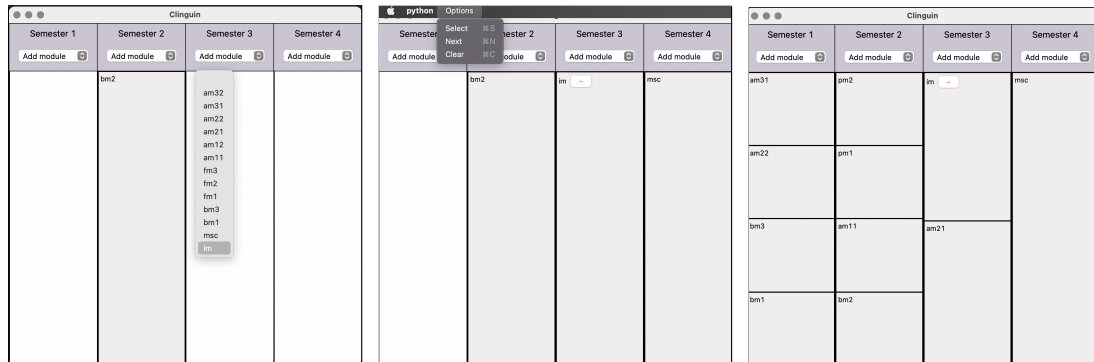 Clinguin
Semester 1 Semester 2 Semester 3 Semester 4
Add module Add module Add module Add module
bm2
am32
am31
am22
am21
am12
am11
fm3
fm2
fm1
bm3
bm1
msc
im
python Options
Select ⌘S
Next ⌘N
Clear ⌘C
Semester mester 2 Semester 3 Semester 4
Add module odule Add module Add module
bm2 im - msc
Clinguin
Semester 1 Semester 2 Semester 3 Semester 4
Add module Add module Add module Add module
am31 pm2 im - msc
am22 pm1
bm3 am11 am21
bm1 bm2